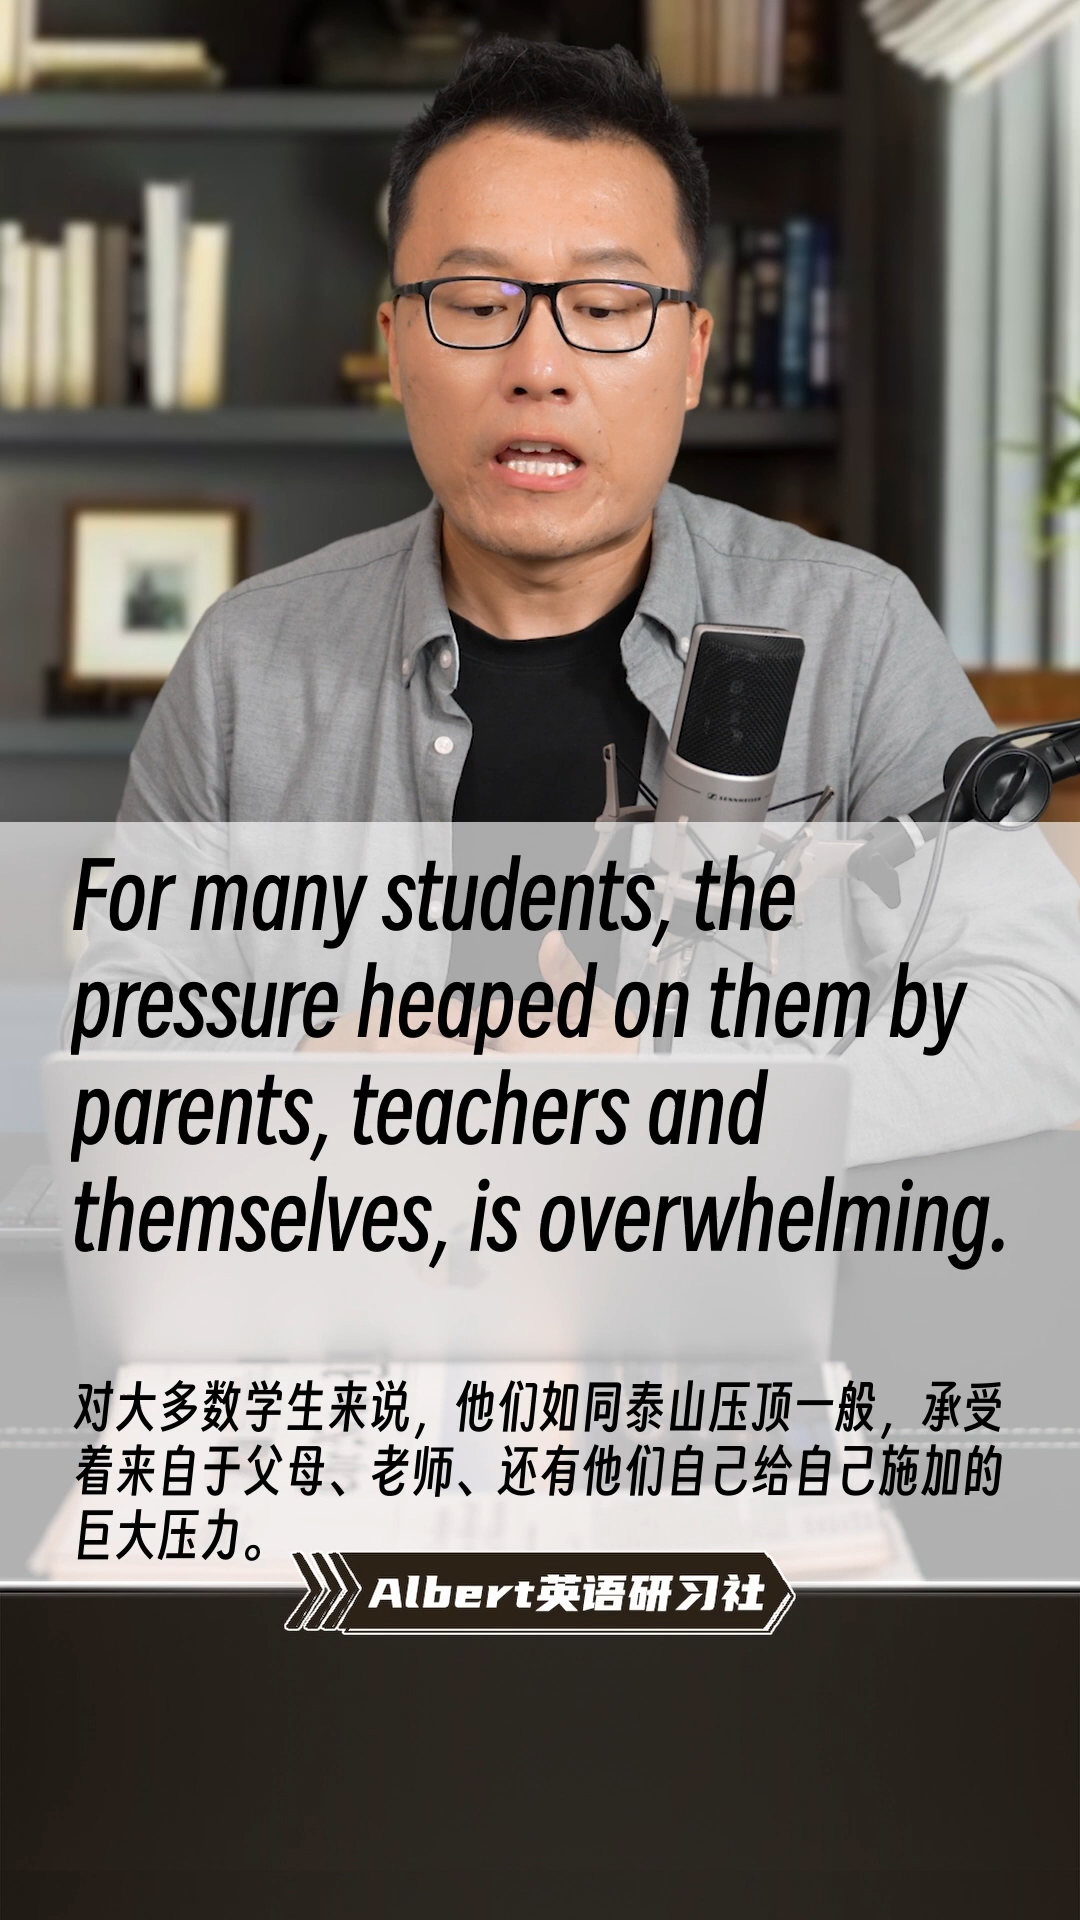 SENNHEISER
For many students, the
pressure heaped on them by
parents, teachers and
themselves, is overwhelming.
对大多数学生来说，他们如同泰山压顶一般，承受
着来自于父母、老师、还有他们自己给自己施加的
巨大压力。
Albert英语研习社